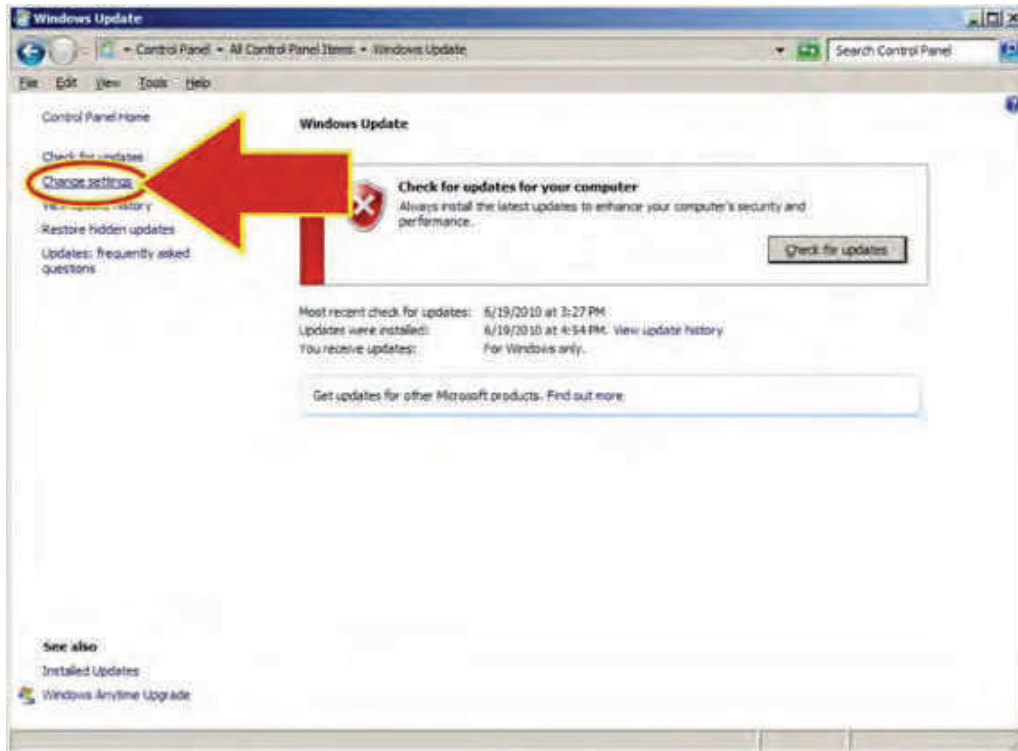 Windows Update
Control Panel All Control Panel Items Windows Update
Search Control Panel
File Edit View Tools Help
Control Panel Home
Check for updates
Change settings
View update history
Restore hidden updates
Updates: frequently asked
questions
Windows Update
Check for updates for your computer
Always install the latest updates to enhance your computer's security and
performance.
Check for updates
Most recent check for updates: 6/19/2010 at 3:27 PM
Updates were installed: 6/19/2010 at 4:54 PM. View update history
You receive updates: For Windows only.
Get updates for other Microsoft products. Find out more
See also
Installed Updates
Windows Anytime Upgrade